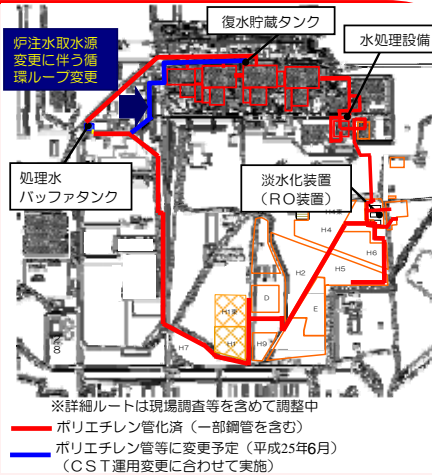 炉注水取水源
変更に伴う循
環ループ変更
復水貯蔵タンク
水処理設備
処理水
バッファタンク
淡水化装置
（ＲＯ装置）
H4
H6
H2
H5
D
E
H1東
H1
H9
H7
※詳細ルートは現場調査等を含めて調整中
ポリエチレン管化済（一部鋼管を含む）
ポリエチレン管等に変更予定（平成25年6月）
（ＣＳＴ運用変更に合わせて実施）